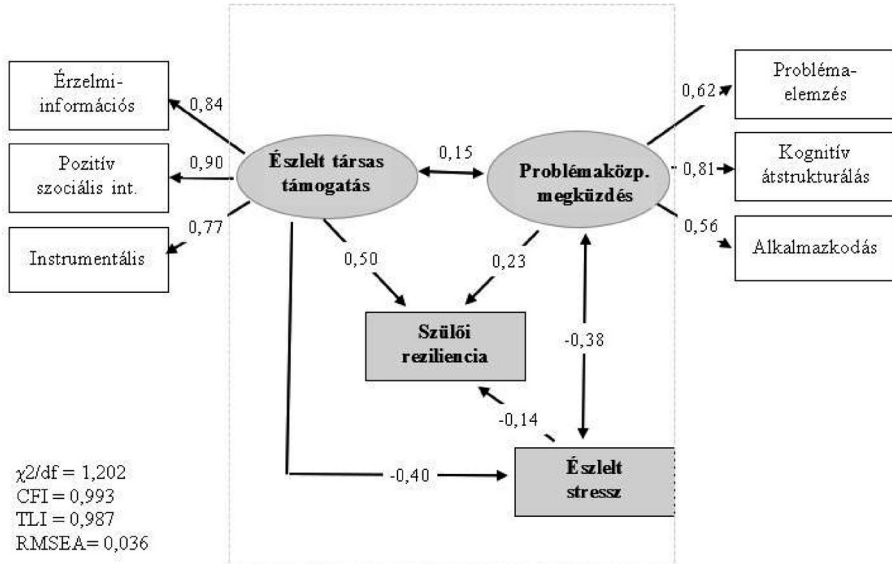 Érzelmi-
információs
Pozitív
szociális int.
Instrumentális
0,84
0,90
0,77
Észlelt társas
támogatás
0,15
Problémaközp.
megküzdés
0,62
0,81
0,56
Probléma-
elemzés
Kognitív
átstrukturálás
Alkalmazkodás
0,50
0,23
Szülői
reziliencia
-0,38
-0,14
-0,40
Észlelt
stressz
χ2/df = 1,202
CFI = 0,993
TLI = 0,987
RMSEA= 0,036